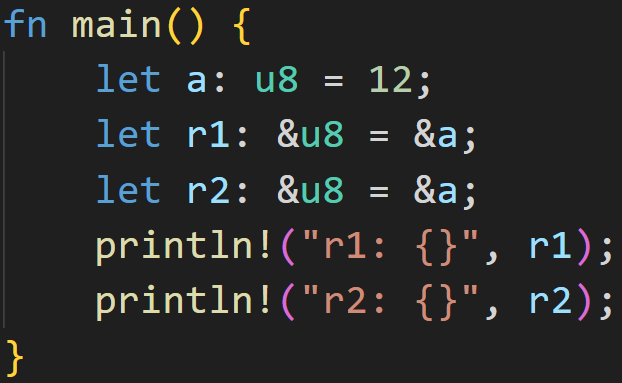 fn main() {
    let a: u8 = 12;
    let r1: &u8 = &a;
    let r2: &u8 = &a;
    println!("r1: {}", r1);
    println!("r2: {}", r2);
}